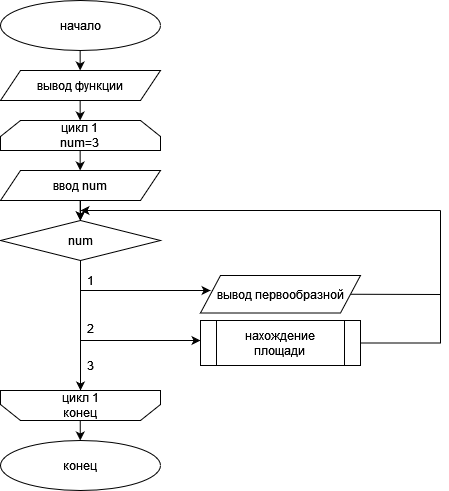 начало
вывод функции
цикл 1
num=3
ввод num
num
1
вывод первообразной
2
нахождение
площади
3
цикл 1
конец
конец